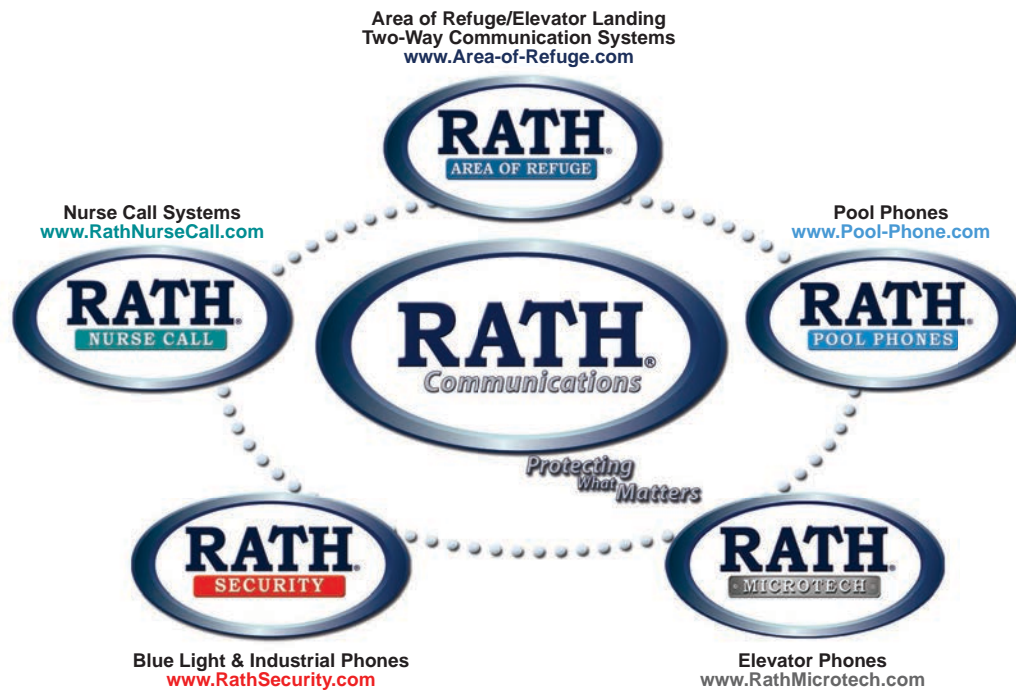 Area of Refuge/Elevator Landing
Two-Way Communication Systems
www.Area-of-Refuge.com
RATH®
AREA OF REFUGE
Nurse Call Systems
www.RathNurseCall.com
RATH®
NURSE CALL
Pool Phones
www.Pool-Phone.com
RATH®
POOL PHONES
RATH®
Communications
Protecting
What
Matters
RATH®
SECURITY
Blue Light & Industrial Phones
www.RathSecurity.com
RATH®
MICROTECH
Elevator Phones
www.RathMicrotech.com